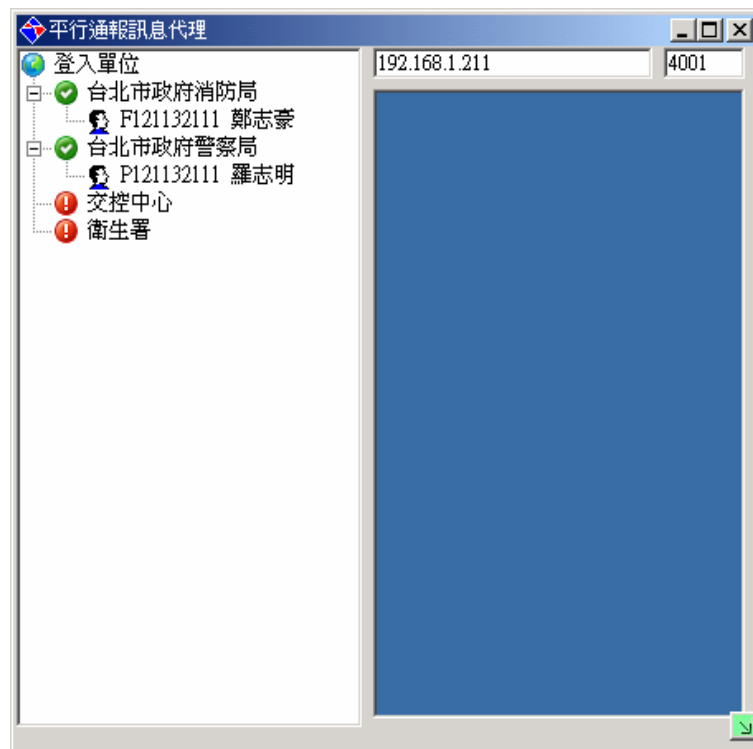 平行通報訊息代理
登入單位
192.168.1.211
4001
台北市政府消防局
F121132111 鄭志豪
台北市政府警察局
P121132111 羅志明
交控中心
衛生署